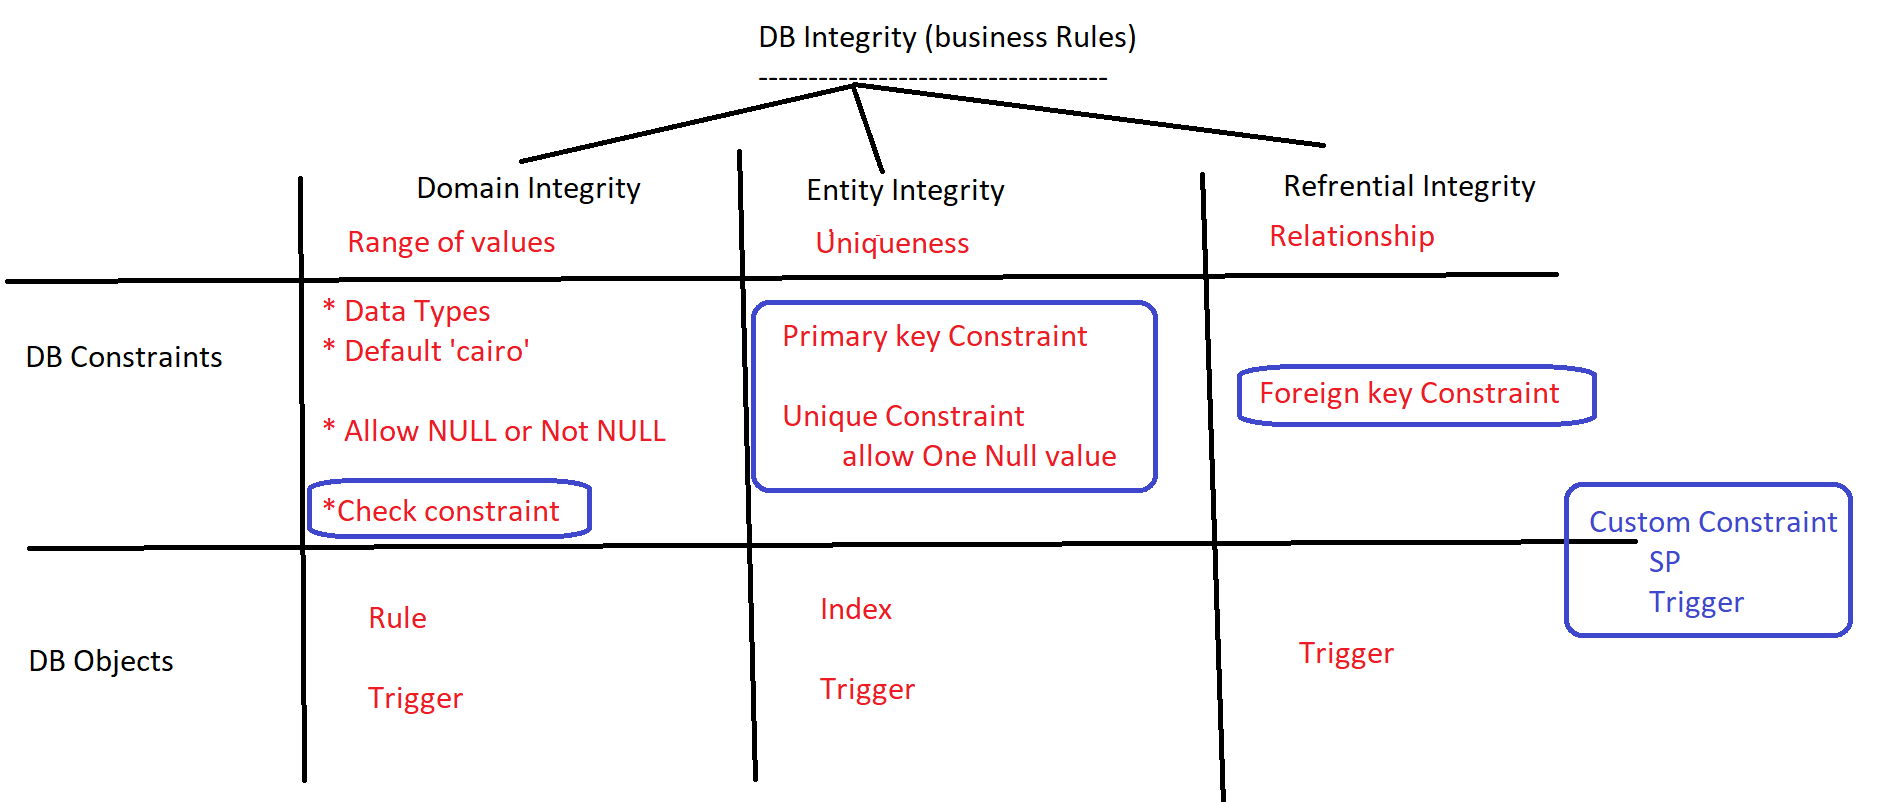 DB Integrity (business Rules)
-----------------------------------
Domain Integrity
Entity Integrity
Refrential Integrity
Range of values
Uniqueness
Relationship
DB Constraints
* Data Types
* Default 'cairo'
* Allow NULL or Not NULL
*Check constraint
Primary key Constraint
Unique Constraint
allow One Null value
Foreign key Constraint
Custom Constraint
SP
Trigger
DB Objects
Rule
Trigger
Index
Trigger
Trigger